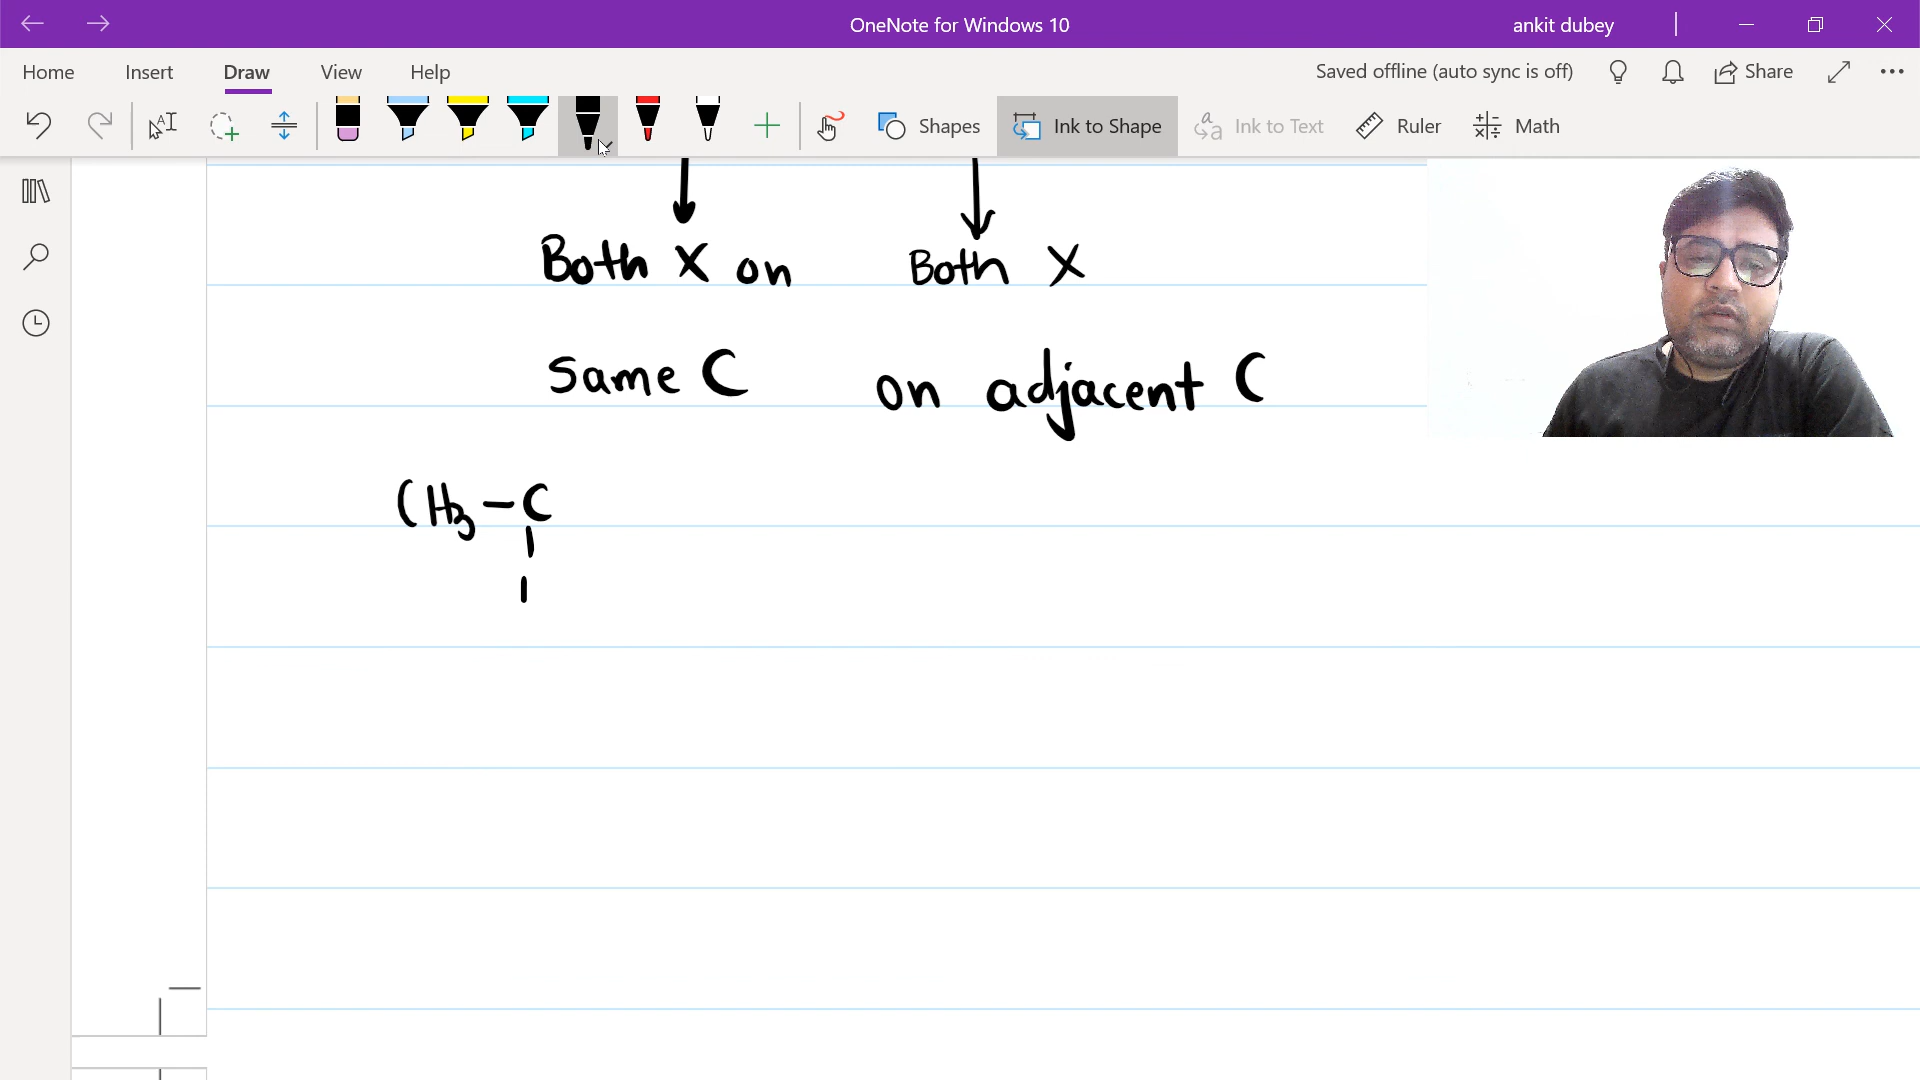 OneNote for Windows 10
ankit dubey
Home Insert Draw View Help
Saved offline (auto sync is off) Share
Shapes Ink to Shape Ink to Text Ruler Math
Both X on Both X
Same C on adjacent C
CH3 - C